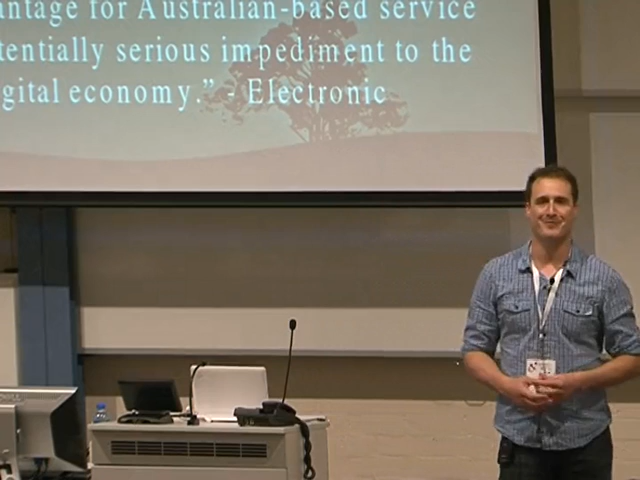 antage for Australian-based service
tentially serious impediment to the
igital economy.” - Electronic